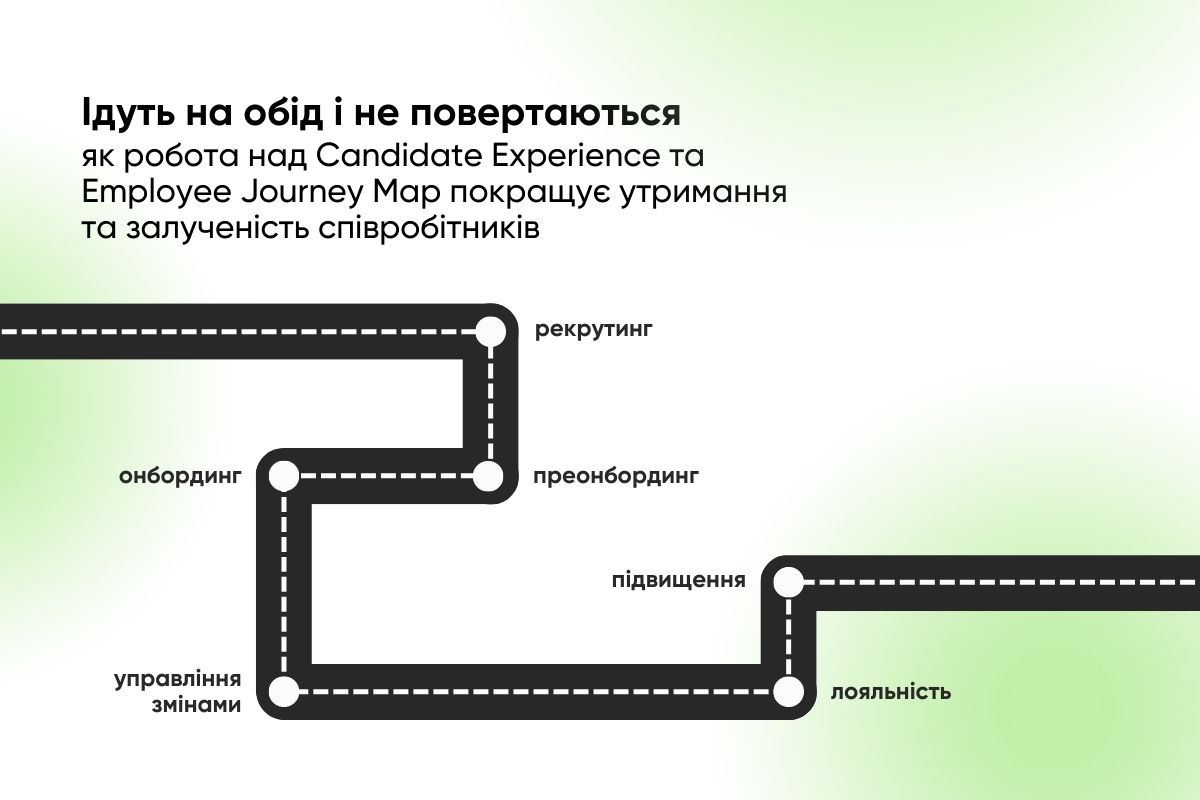 Ідуть на обід і не повертаються
як робота над Candidate Experience та
Employee Journey Map покращує утримання
та залученість співробітників
рекрутинг
онбординг
преонбординг
підвищення
управління
змінами
лояльність